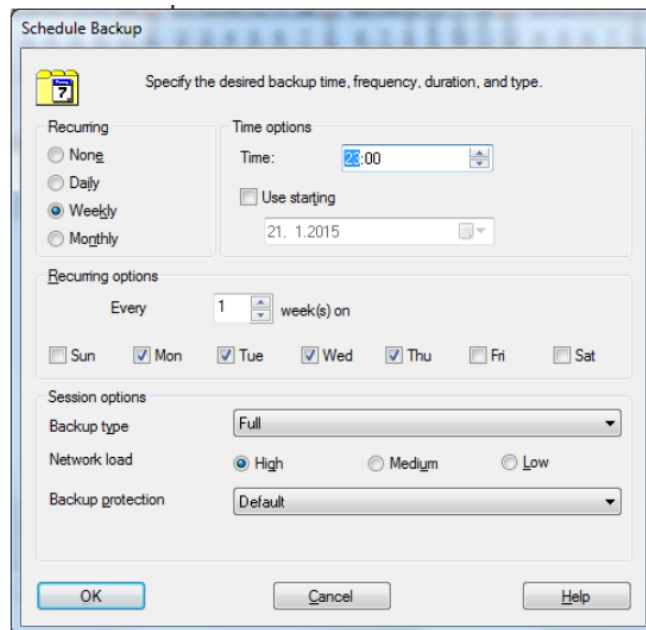 Schedule Backup
7
Specify the desired backup time, frequency, duration, and type.
Recurring
None
Daily
Weekly
Monthly
Time options
Time: 23:00
Use starting
21. 1.2015
Recurring options
Every 1 week(s) on
Sun Mon Tue Wed Thu Fri Sat
Session options
Backup type Full
Network load High Medium Low
Backup protection Default
OK Cancel Help